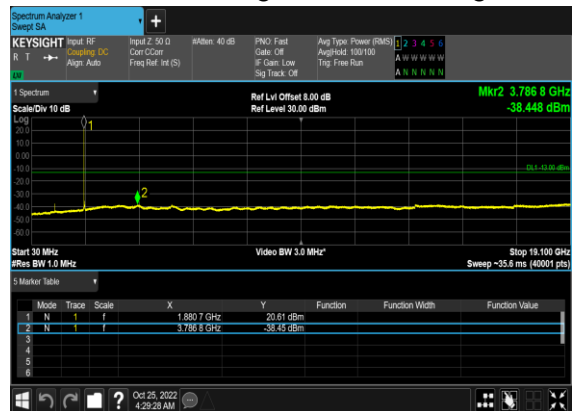 Spectrum Analyzer 1
Swept SA
+
KEYSIGHT Input: RF Input Z: 50 Ω #Atten: 40 dB PNO: Fast Avg Type: Power (RMS) 1 2 3 4 5 6
R T Coupling: DC Corr CCorr Gate: Off Avg|Hold: 100/100 A W W W W W
Align: Auto Freq Ref: Int (S) IF Gain: Low Trig: Free Run
LXI Sig Track: Off A N N N N N
1 Spectrum Ref Lvl Offset 8.00 dB Mkr2 3.786 8 GHz
Scale/Div 10 dB Ref Level 30.00 dBm -38.448 dBm
Log
20.0 1
10.0
0.00
-10.0 DL1 -13.00 dBm
-20.0
-30.0 2
-40.0
-50.0
-60.0
Start 30 MHz Video BW 3.0 MHz* Stop 19.100 GHz
#Res BW 1.0 MHz Sweep ~35.6 ms (40001 pts)
5 Marker Table
Mode Trace Scale X Y Function Function Width Function Value
1 N 1 f 1.880 7 GHz 20.61 dBm
2 N 1 f 3.786 8 GHz -38.45 dBm
3
4
5
6
? Oct 25, 2022
4:29:28 AM